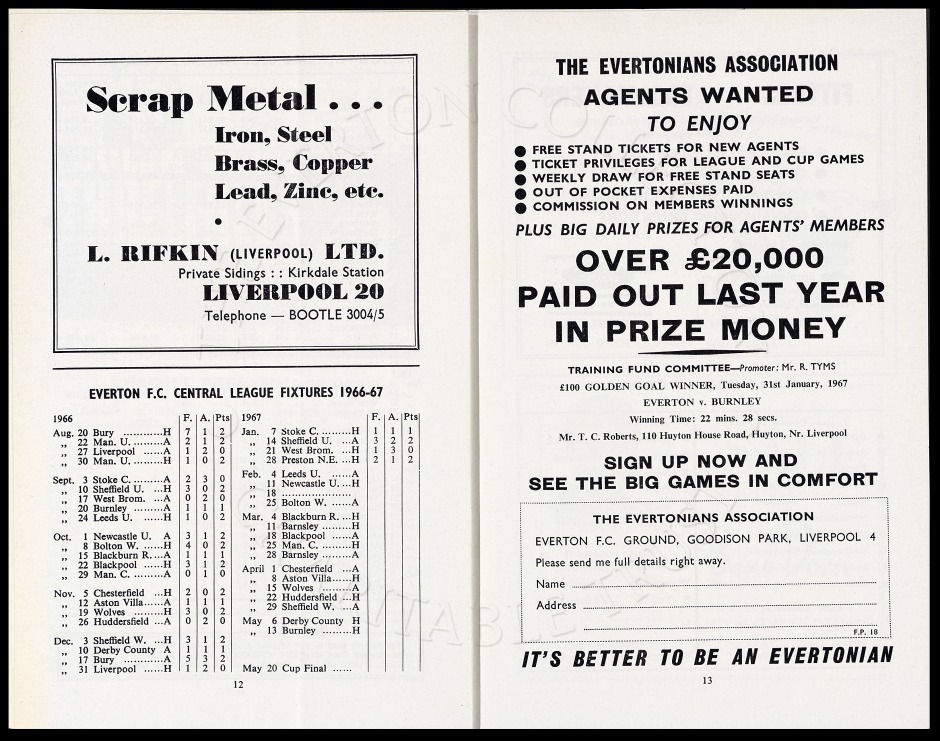 Scrap Metal . . .
Iron, Steel
Brass, Copper
Lead, Zinc, etc.
•
L. RIFKIN (LIVERPOOL) LTD.
Private Sidings : : Kirkdale Station
LIVERPOOL 20
Telephone — BOOTLE 3004/5
EVERTON F.C. CENTRAL LEAGUE FIXTURES 1966-67
1966 F. A. Pts
Aug. 20 Bury ............H 7 1 2
„ 22 Man. U. ......A 2 1 2
„ 27 Liverpool ......A 1 2 0
„ 30 Man. U. ......H 1 0 2
Sept. 3 Stoke C. .........A 2 3 0
„ 10 Sheffield U. ...H 3 0 2
„ 17 West Brom. ...A 0 2 0
„ 20 Burnley .........A 1 1 1
„ 24 Leeds U. ......H 1 0 2
Oct. 1 Newcastle U. A 3 1 2
„ 8 Bolton W. ......H 4 0 2
„ 15 Blackburn R. ...A 1 1 1
„ 22 Blackpool ......H 3 1 2
„ 29 Man. C. .........A 0 1 0
Nov. 5 Chesterfield ...H 2 0 2
„ 12 Aston Villa......A 1 1 1
„ 19 Wolves .........H 3 0 2
„ 26 Huddersfield ...A 0 2 0
Dec. 3 Sheffield W. ...H 3 1 2
„ 10 Derby County A 1 1 1
„ 17 Bury ............A 5 3 2
„ 31 Liverpool ......H 1 2 0
1967 F. A. Pts
Jan. 7 Stoke C. .........H 1 1 1
„ 14 Sheffield U. ...A 3 2 2
„ 21 West Brom. ...H 1 3 0
„ 28 Preston N.E. ...H 2 1 2
Feb. 4 Leeds U. ......A
„ 11 Newcastle U. ...H
„ 18 .....................
„ 25 Bolton W. ......A
Mar. 4 Blackburn R. ...H
„ 11 Barnsley .........H
„ 18 Blackpool ......A
„ 25 Man. C. .........H
„ 28 Barnsley .........A
April 1 Chesterfield ...A
„ 8 Aston Villa......H
„ 15 Wolves .........A
„ 22 Huddersfield ...H
„ 29 Sheffield W. ...A
May 6 Derby County H
„ 13 Burnley .........H
May 20 Cup Final ......
12
THE EVERTONIANS ASSOCIATION
AGENTS WANTED
TO ENJOY
● FREE STAND TICKETS FOR NEW AGENTS
● TICKET PRIVILEGES FOR LEAGUE AND CUP GAMES
● WEEKLY DRAW FOR FREE STAND SEATS
● OUT OF POCKET EXPENSES PAID
● COMMISSION ON MEMBERS WINNINGS
PLUS BIG DAILY PRIZES FOR AGENTS' MEMBERS
OVER £20,000
PAID OUT LAST YEAR
IN PRIZE MONEY
TRAINING FUND COMMITTEE—Promoter: Mr. R. TYMS
£100 GOLDEN GOAL WINNER, Tuesday, 31st January, 1967
EVERTON v. BURNLEY
Winning Time: 22 mins. 28 secs.
Mr. T. C. Roberts, 110 Huyton House Road, Huyton, Nr. Liverpool
SIGN UP NOW AND
SEE THE BIG GAMES IN COMFORT
THE EVERTONIANS ASSOCIATION
EVERTON F.C. GROUND, GOODISON PARK, LIVERPOOL 4
Please send me full details right away.
Name
Address
F.P. 18
IT'S BETTER TO BE AN EVERTONIAN
13